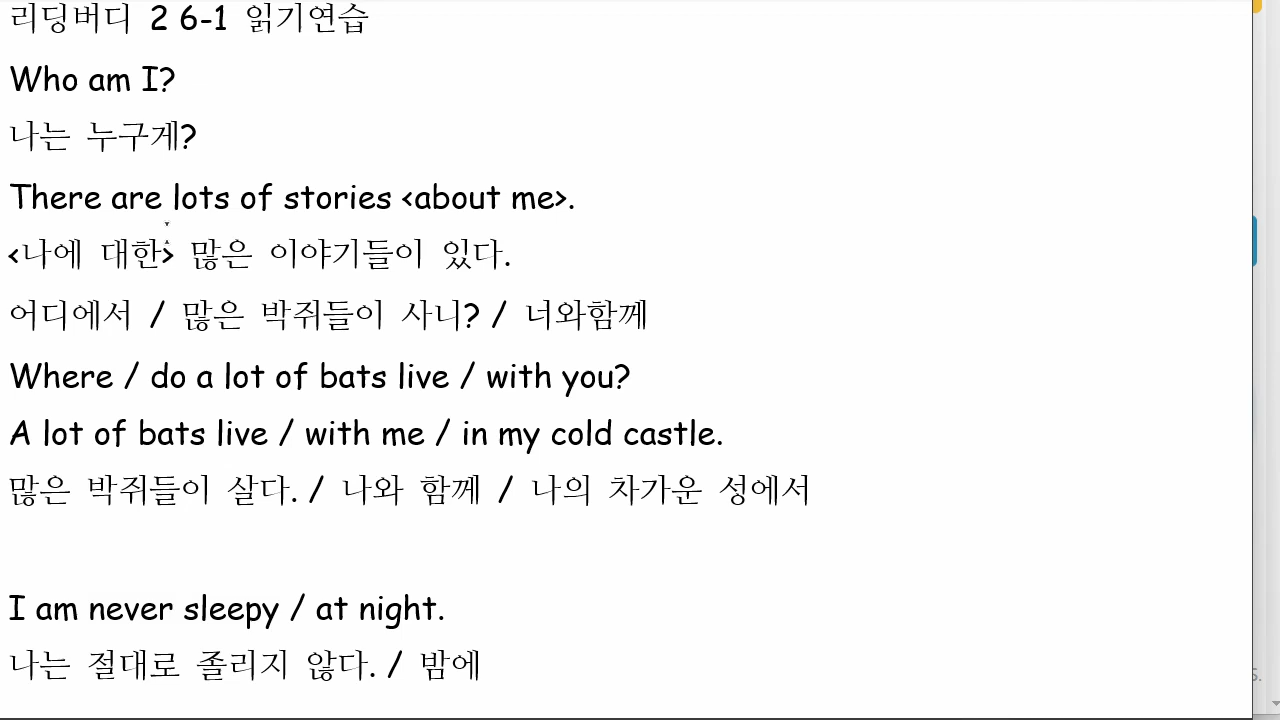 리딩버디 2 6-1 읽기연습
Who am I?
나는 누구게?
There are lots of stories <about me>.
<나에 대한> 많은 이야기들이 있다.
어디에서 / 많은 박쥐들이 사니? / 너와함께
Where / do a lot of bats live / with you?
A lot of bats live / with me / in my cold castle.
많은 박쥐들이 살다. / 나와 함께 / 나의 차가운 성에서
I am never sleepy / at night.
나는 절대로 졸리지 않다. / 밤에